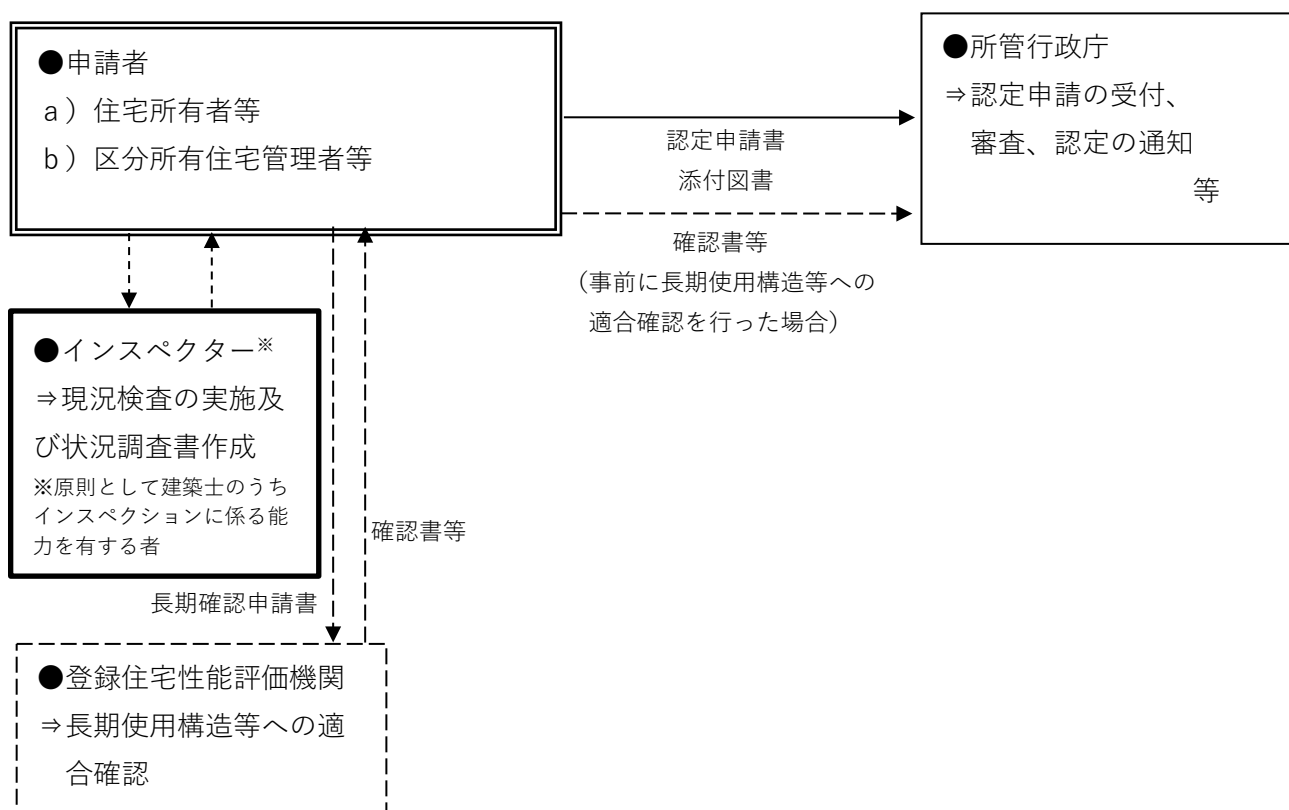 ●申請者
a）住宅所有者等
b）区分所有住宅管理者等
●所管行政庁
⇒認定申請の受付、
審査、認定の通知
等
認定申請書
添付図書
確認書等
（事前に長期使用構造等への
適合確認を行った場合）
●インスペクター※
⇒現況検査の実施及
び状況調査書作成
※原則として建築士のうち
インスペクションに係る能
力を有する者
確認書等
長期確認申請書
●登録住宅性能評価機関
⇒長期使用構造等への適
合確認